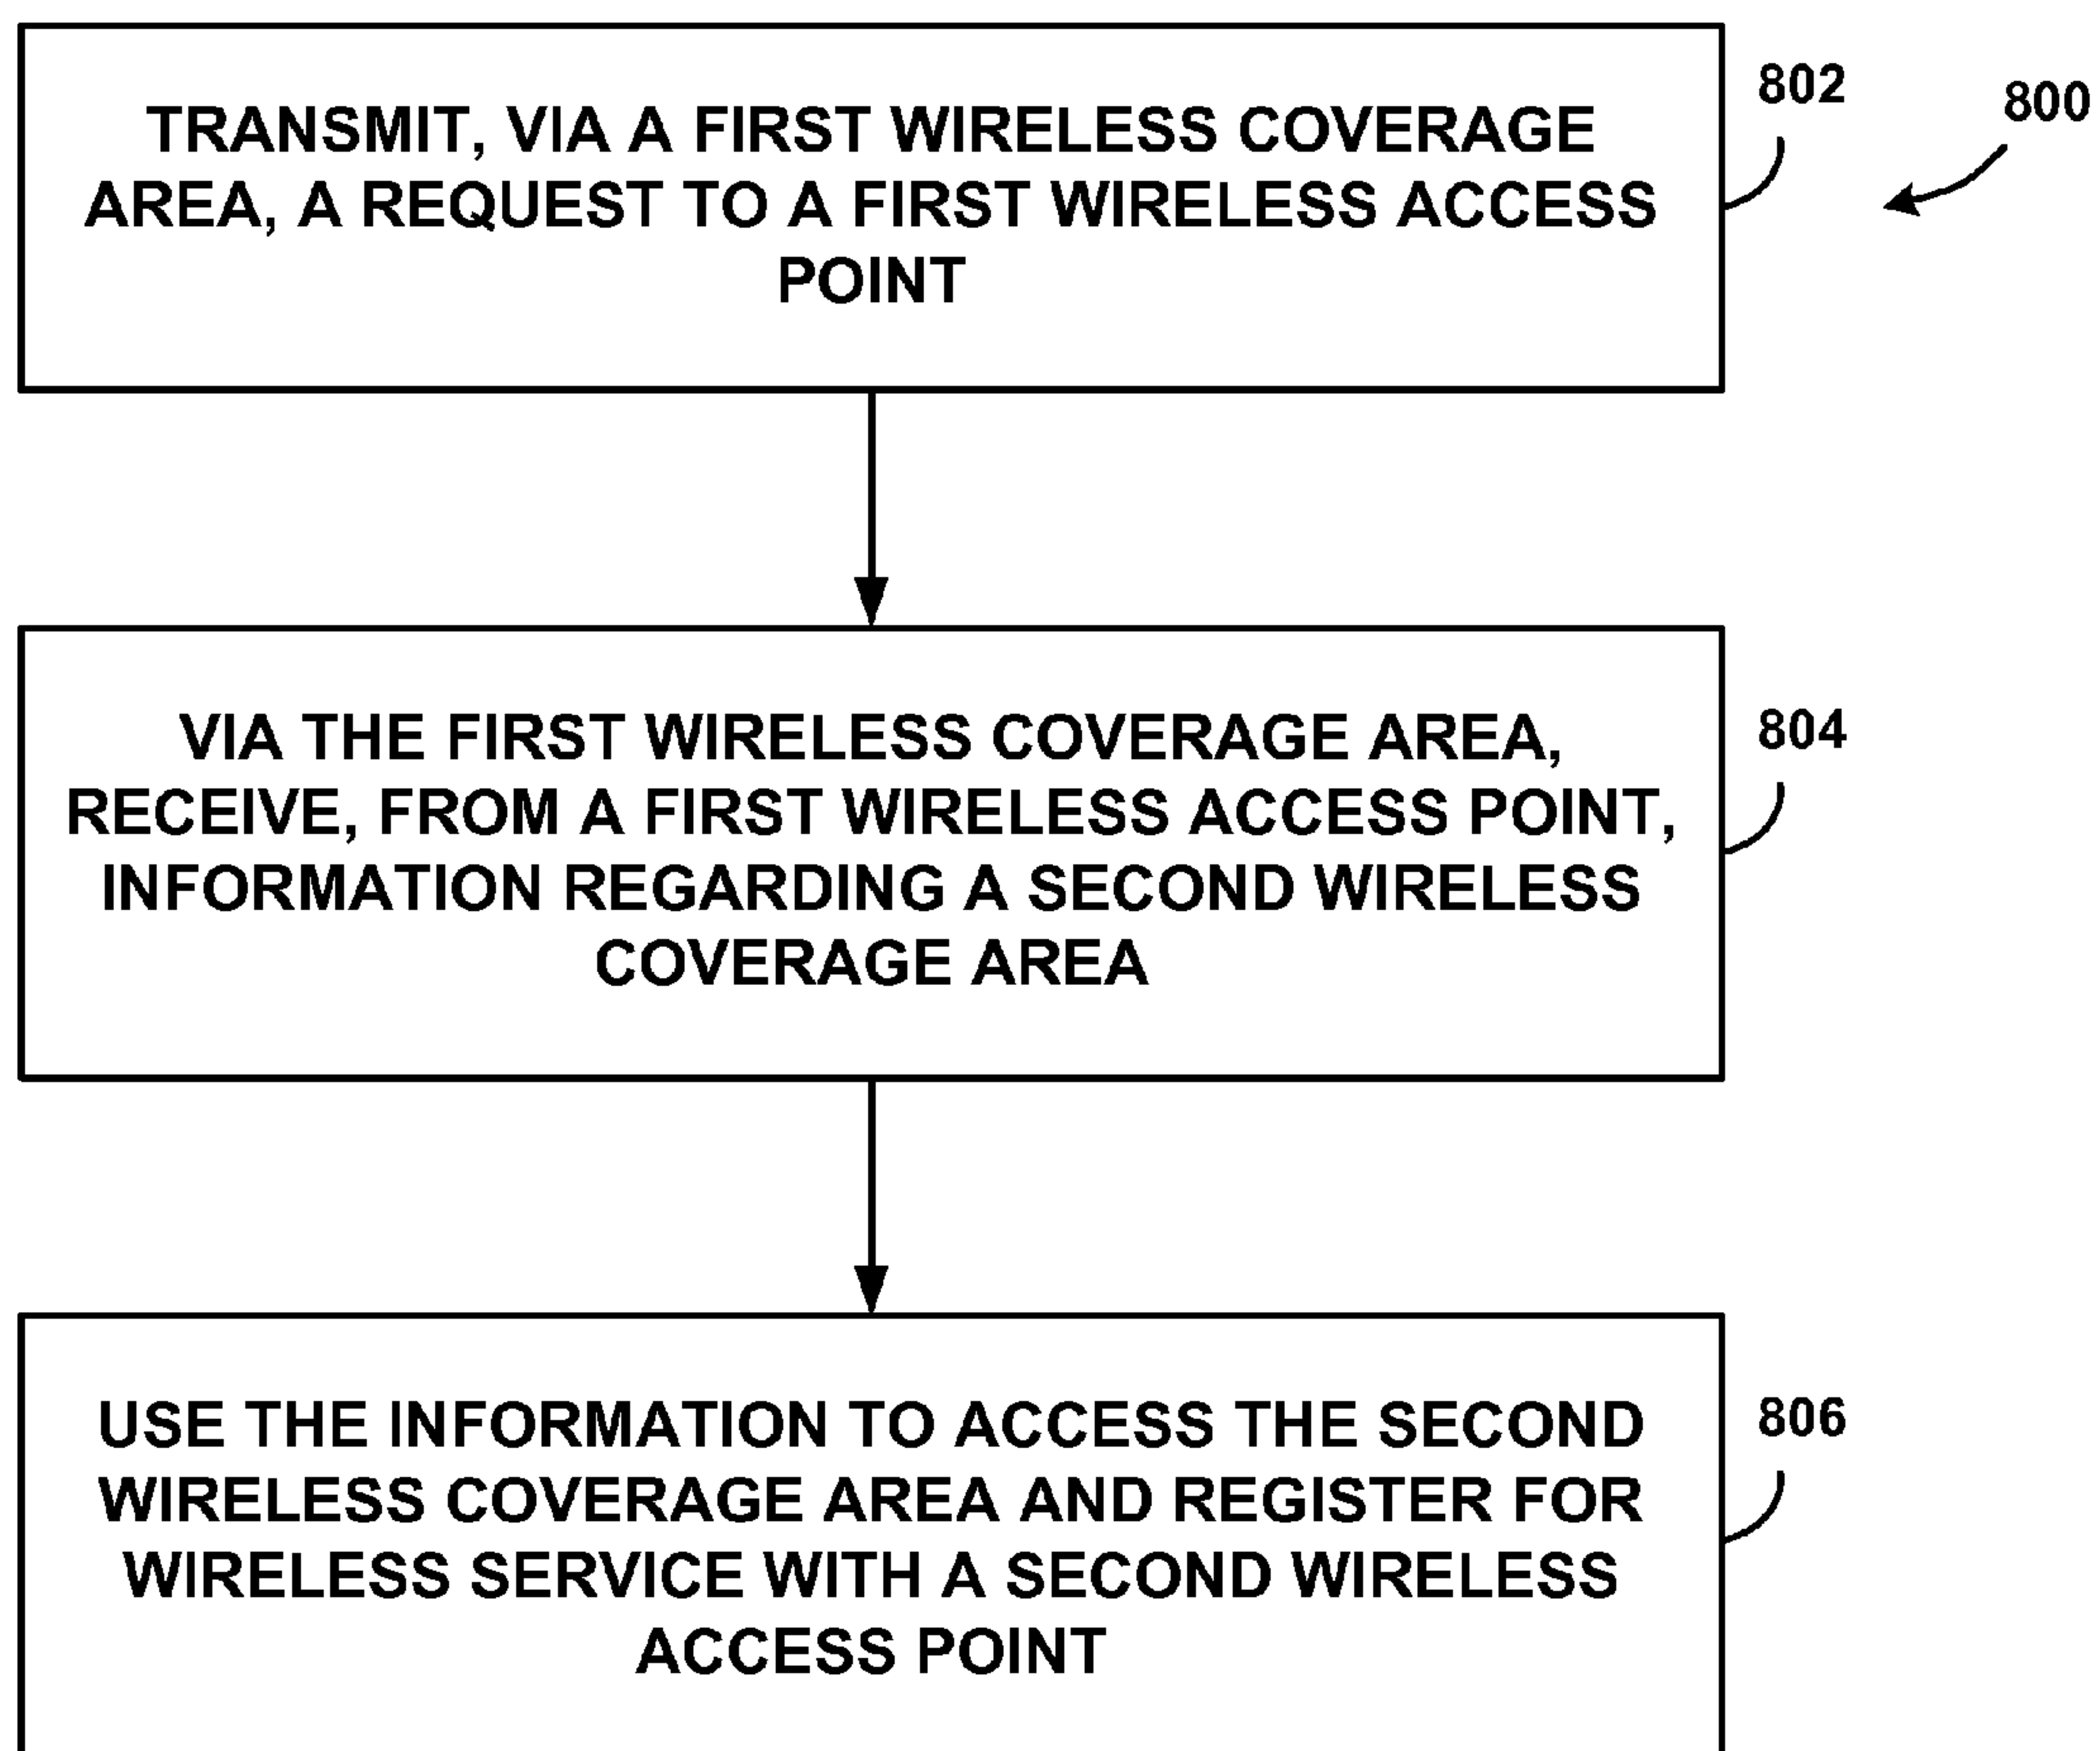 TRANSMIT, VIA A FIRST WIRELESS COVERAGE
AREA, A REQUEST TO A FIRST WIRELESS ACCESS
POINT
802
800
VIA THE FIRST WIRELESS COVERAGE AREA,
RECEIVE, FROM A FIRST WIRELESS ACCESS POINT,
INFORMATION REGARDING A SECOND WIRELESS
COVERAGE AREA
804
USE THE INFORMATION TO ACCESS THE SECOND
WIRELESS COVERAGE AREA AND REGISTER FOR
WIRELESS SERVICE WITH A SECOND WIRELESS
ACCESS POINT
806